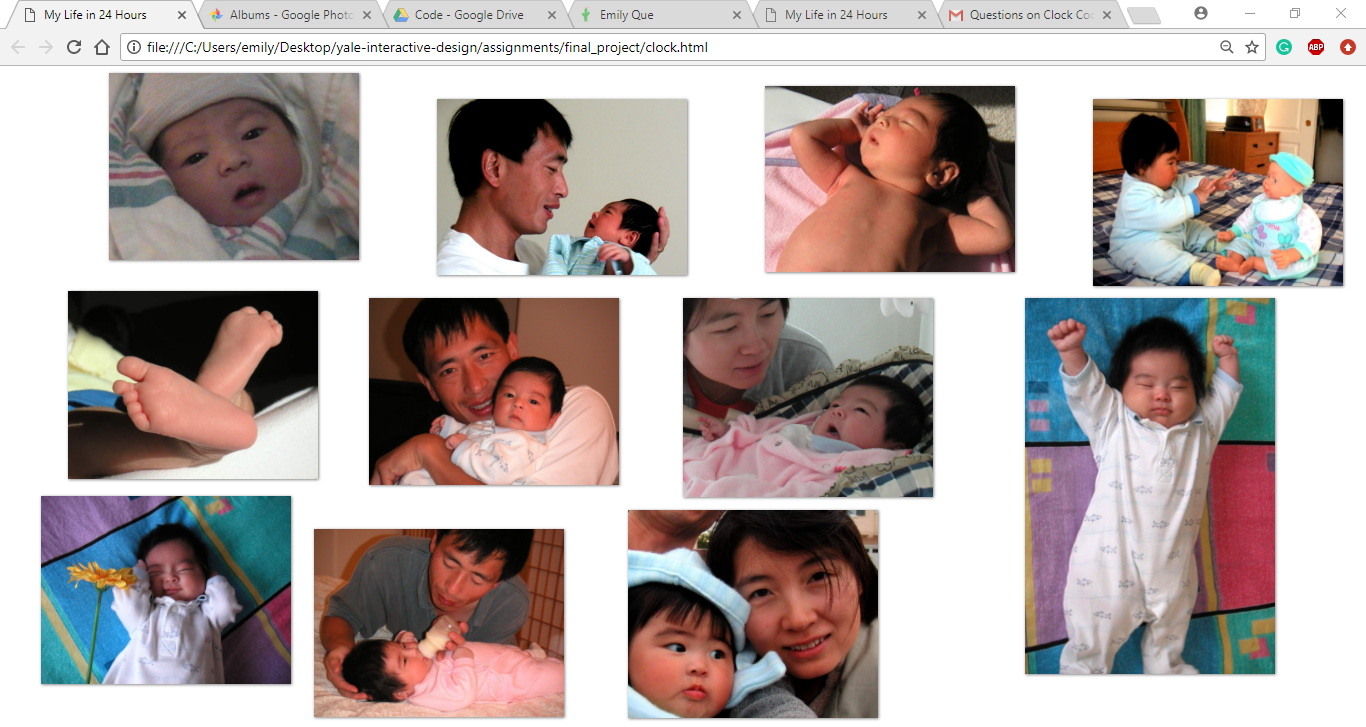 My Life in 24 Hours
Albums - Google Photo
Code - Google Drive
Emily Que
My Life in 24 Hours
Questions on Clock Co
file:///C:/Users/emily/Desktop/yale-interactive-design/assignments/final_project/clock.html
ABP